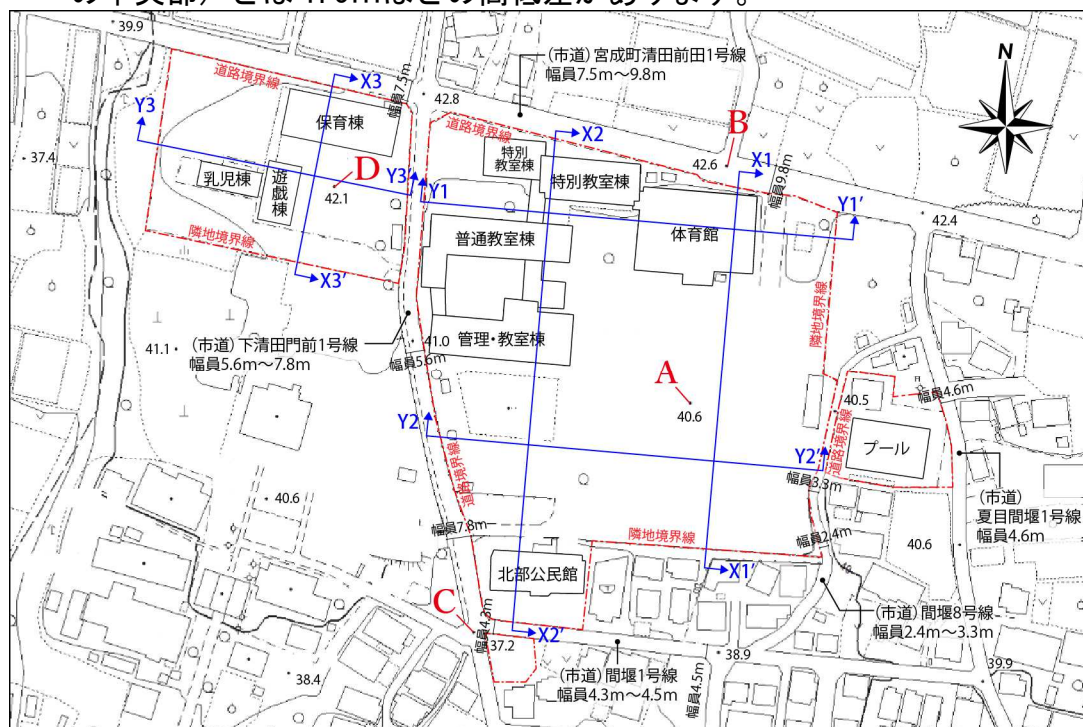 の中央部）とは4.6mほどの高低差があります。
39.9
(市道)宮成町清田前田1号線
幅員7.5m～9.8m
N
道路境界線
X3
幅員7.5m
42.8
Y3
保育棟
道路境界線
X2
B
42.6
X1
37.4
D
特別
教室棟
特別教室棟
幅員9.8m
乳児棟
遊戯棟
42.1
Y3
Y1
Y1'
42.4
隣地境界線
普通教室棟
体育館
X3'
隣地境界線
41.1
(市道)下清田門前1号線
幅員5.6m～7.8m
41.0
幅員5.6m
管理・教室棟
A
40.6
幅員4.6m
40.5
Y2
プール
道路境界線
Y2'
道路境界線
幅員3.3m
40.6
(市道)
夏目間堰1号線
幅員4.6m
幅員7.8m
隣地境界線
幅員2.4m
40.6
北部公民館
X1'
C
(市道)間堰8号線
幅員2.4m～3.3m
幅員4.3m
37.2
X2'
38.4
(市道)間堰1号線
幅員4.3m～4.5m
幅員4.5m
38.9
39.9